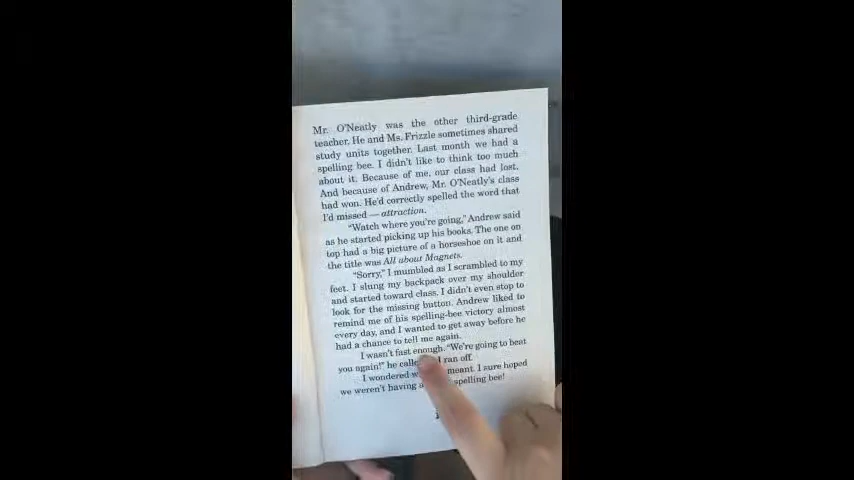 Mr. O'Neatly was the other third-grade
teacher. He and Ms. Frizzle sometimes shared
study units together. Last month we had a
spelling bee. I didn't like to think too much
about it. Because of me, our class had lost.
And because of Andrew, Mr. O'Neatly's class
had won. He'd correctly spelled the word that
I'd missed — attraction.
"Watch where you're going," Andrew said
as he started picking up his books. The one on
top had a big picture of a horseshoe on it and
the title was All about Magnets.
"Sorry," I mumbled as I scrambled to my
feet. I slung my backpack over my shoulder
and started toward class. I didn't even stop to
look for the missing button. Andrew liked to
remind me of his spelling-bee victory almost
every day, and I wanted to get away before he
had a chance to tell me again.
I wasn't fast enough. "We're going to beat
you again!" he I ran off.
I wondered meant. I sure hoped
we weren't having spelling bee!